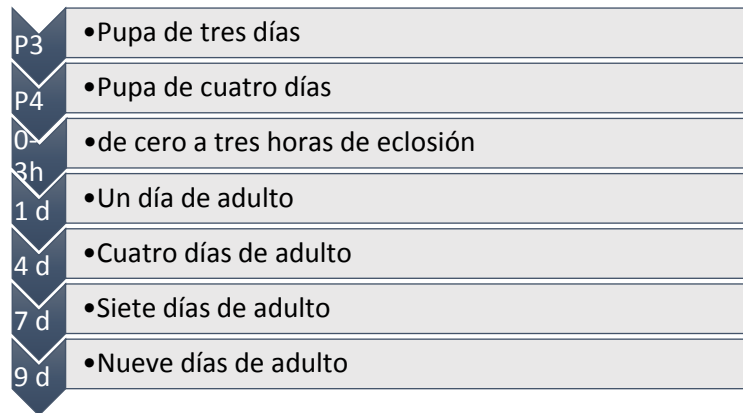 P3
•Pupa de tres días
P4
•Pupa de cuatro días
0-
3h
•de cero a tres horas de eclosión
1 d
•Un día de adulto
4 d
•Cuatro días de adulto
7 d
•Siete días de adulto
9 d
•Nueve días de adulto